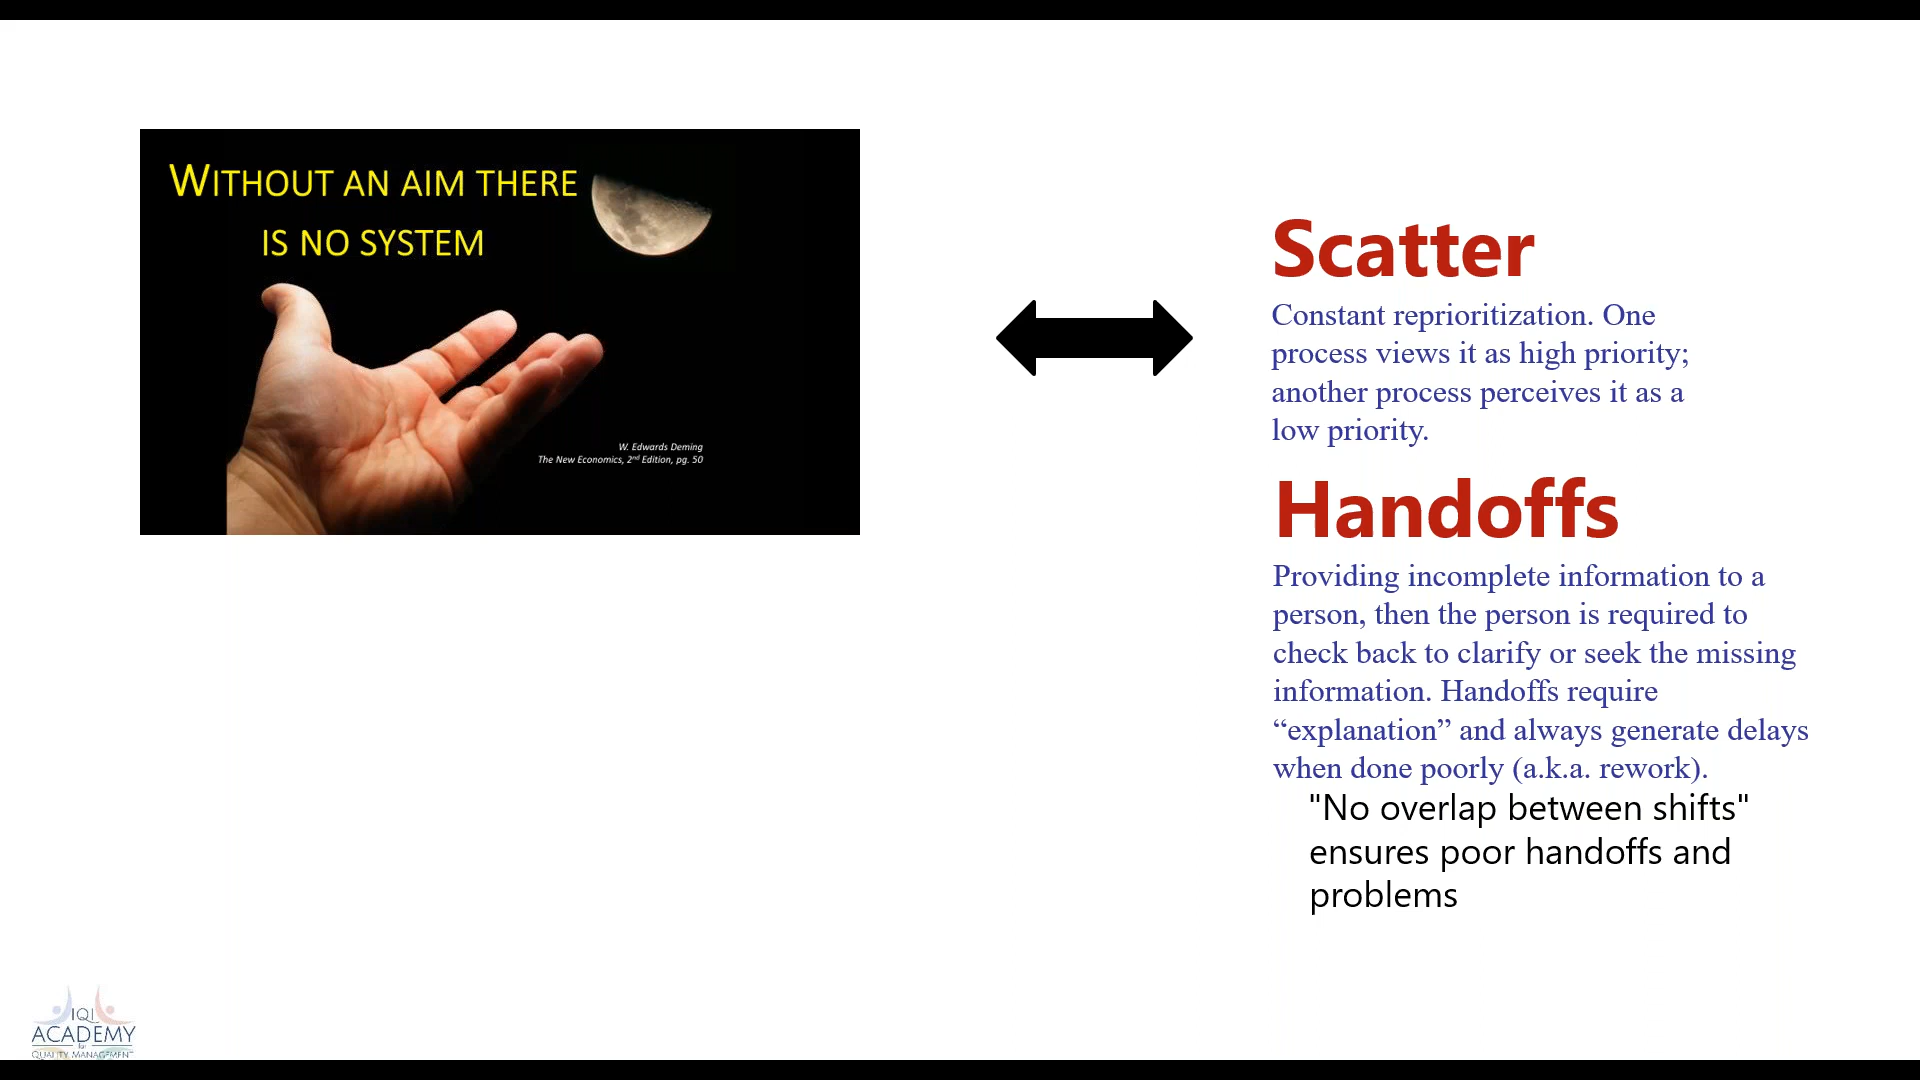 WITHOUT AN AIM THERE
IS NO SYSTEM
W. Edwards Deming
The New Economics, 2nd Edition, pg. 50
Scatter
Constant reprioritization. One
process views it as high priority;
another process perceives it as a
low priority.
Handoffs
Providing incomplete information to a
person, then the person is required to
check back to clarify or seek the missing
information. Handoffs require
“explanation” and always generate delays
when done poorly (a.k.a. rework).
"No overlap between shifts"
ensures poor handoffs and
problems
IQI
ACADEMY
for
QUALITY MANAGEMENT